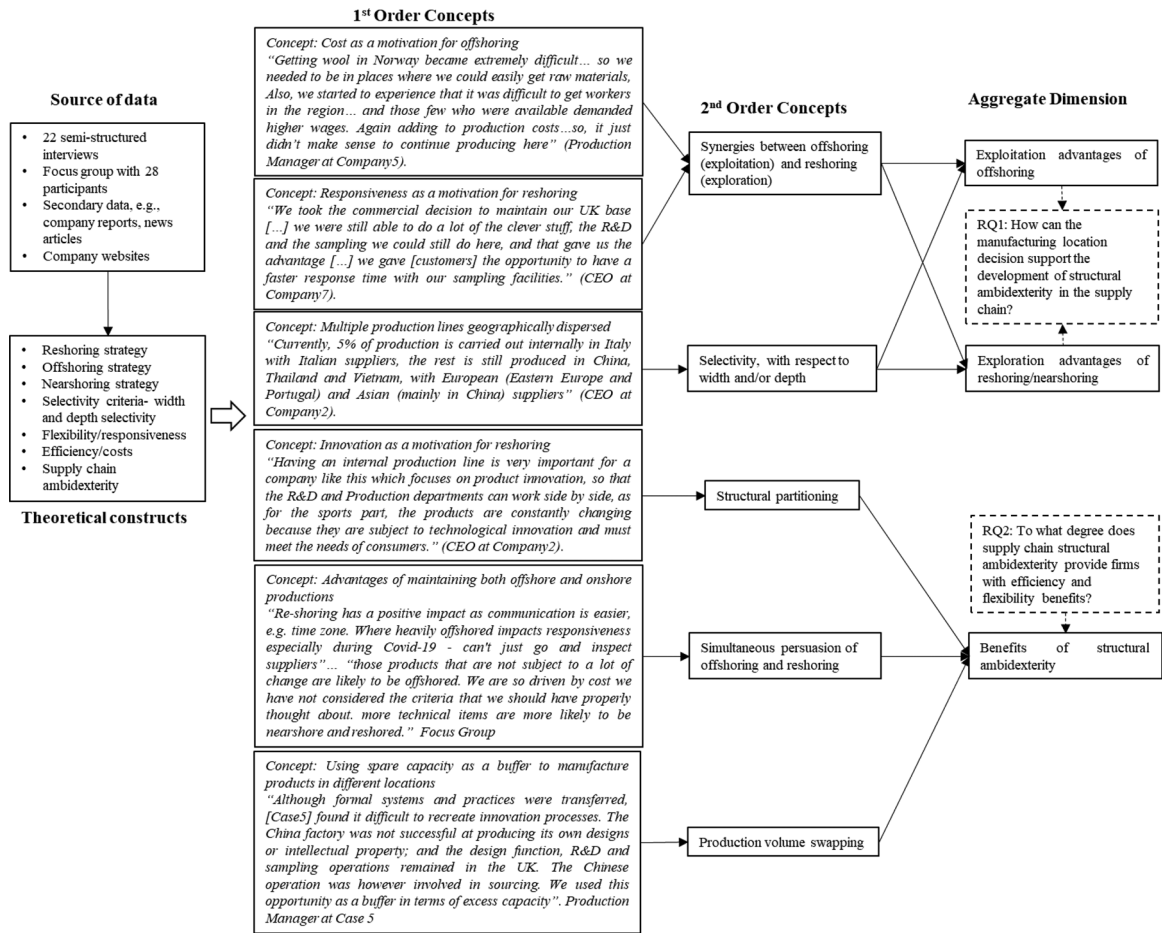 Source of data
• 22 semi-structured
interviews
• Focus group with 28
participants
• Secondary data, e.g.,
company reports, news
articles
• Company websites
• Reshoring strategy
• Offshoring strategy
• Nearshoring strategy
• Selectivity criteria- width
and depth selectivity
• Flexibility/responsiveness
• Efficiency/costs
• Supply chain
ambidexterity
Theoretical constructs
1st Order Concepts
Concept: Cost as a motivation for offshoring
“Getting wool in Norway became extremely difficult… so we
needed to be in places where we could easily get raw materials,
Also, we started to experience that it was difficult to get workers
in the region… and those few who were available demanded
higher wages. Again adding to production costs…so, it just
didn’t make sense to continue producing here” (Production
Manager at Company5).
Concept: Responsiveness as a motivation for reshoring
“We took the commercial decision to maintain our UK base
[…] we were still able to do a lot of the clever stuff, the R&D
and the sampling we could still do here, and that gave us the
advantage […] we gave [customers] the opportunity to have a
faster response time with our sampling facilities.” (CEO at
Company7).
Concept: Multiple production lines geographically dispersed
“Currently, 5% of production is carried out internally in Italy
with Italian suppliers, the rest is still produced in China,
Thailand and Vietnam, with European (Eastern Europe and
Portugal) and Asian (mainly in China) suppliers” (CEO at
Company2).
Concept: Innovation as a motivation for reshoring
“Having an internal production line is very important for a
company like this which focuses on product innovation, so that
the R&D and Production departments can work side by side, as
for the sports part, the products are constantly changing
because they are subject to technological innovation and must
meet the needs of consumers.” (CEO at Company2).
Concept: Advantages of maintaining both offshore and onshore
productions
“Re-shoring has a positive impact as communication is easier,
e.g. time zone. Where heavily offshored impacts responsiveness
especially during Covid-19 - can't just go and inspect
suppliers”… “those products that are not subject to a lot of
change are likely to be offshored. We are so driven by cost we
have not considered the criteria that we should have properly
thought about. more technical items are more likely to be
nearshore and reshored.” Focus Group
Concept: Using spare capacity as a buffer to manufacture
products in different locations
“Although formal systems and practices were transferred,
[Case5] found it difficult to recreate innovation processes. The
China factory was not successful at producing its own designs
or intellectual property; and the design function, R&D and
sampling operations remained in the UK. The Chinese
operation was however involved in sourcing. We used this
opportunity as a buffer in terms of excess capacity”. Production
Manager at Case 5
2nd Order Concepts
Synergies between offshoring
(exploitation) and reshoring
(exploration)
Selectivity, with respect to
width and/or depth
Structural partitioning
Simultaneous persuasion of
offshoring and reshoring
Production volume swapping
Aggregate Dimension
Exploitation advantages of
offshoring
RQ1: How can the
manufacturing location
decision support the
development of structural
ambidexterity in the supply
chain?
Exploration advantages of
reshoring/nearshoring
RQ2: To what degree does
supply chain structural
ambidexterity provide firms
with efficiency and
flexibility benefits?
Benefits of structural
ambidexterity